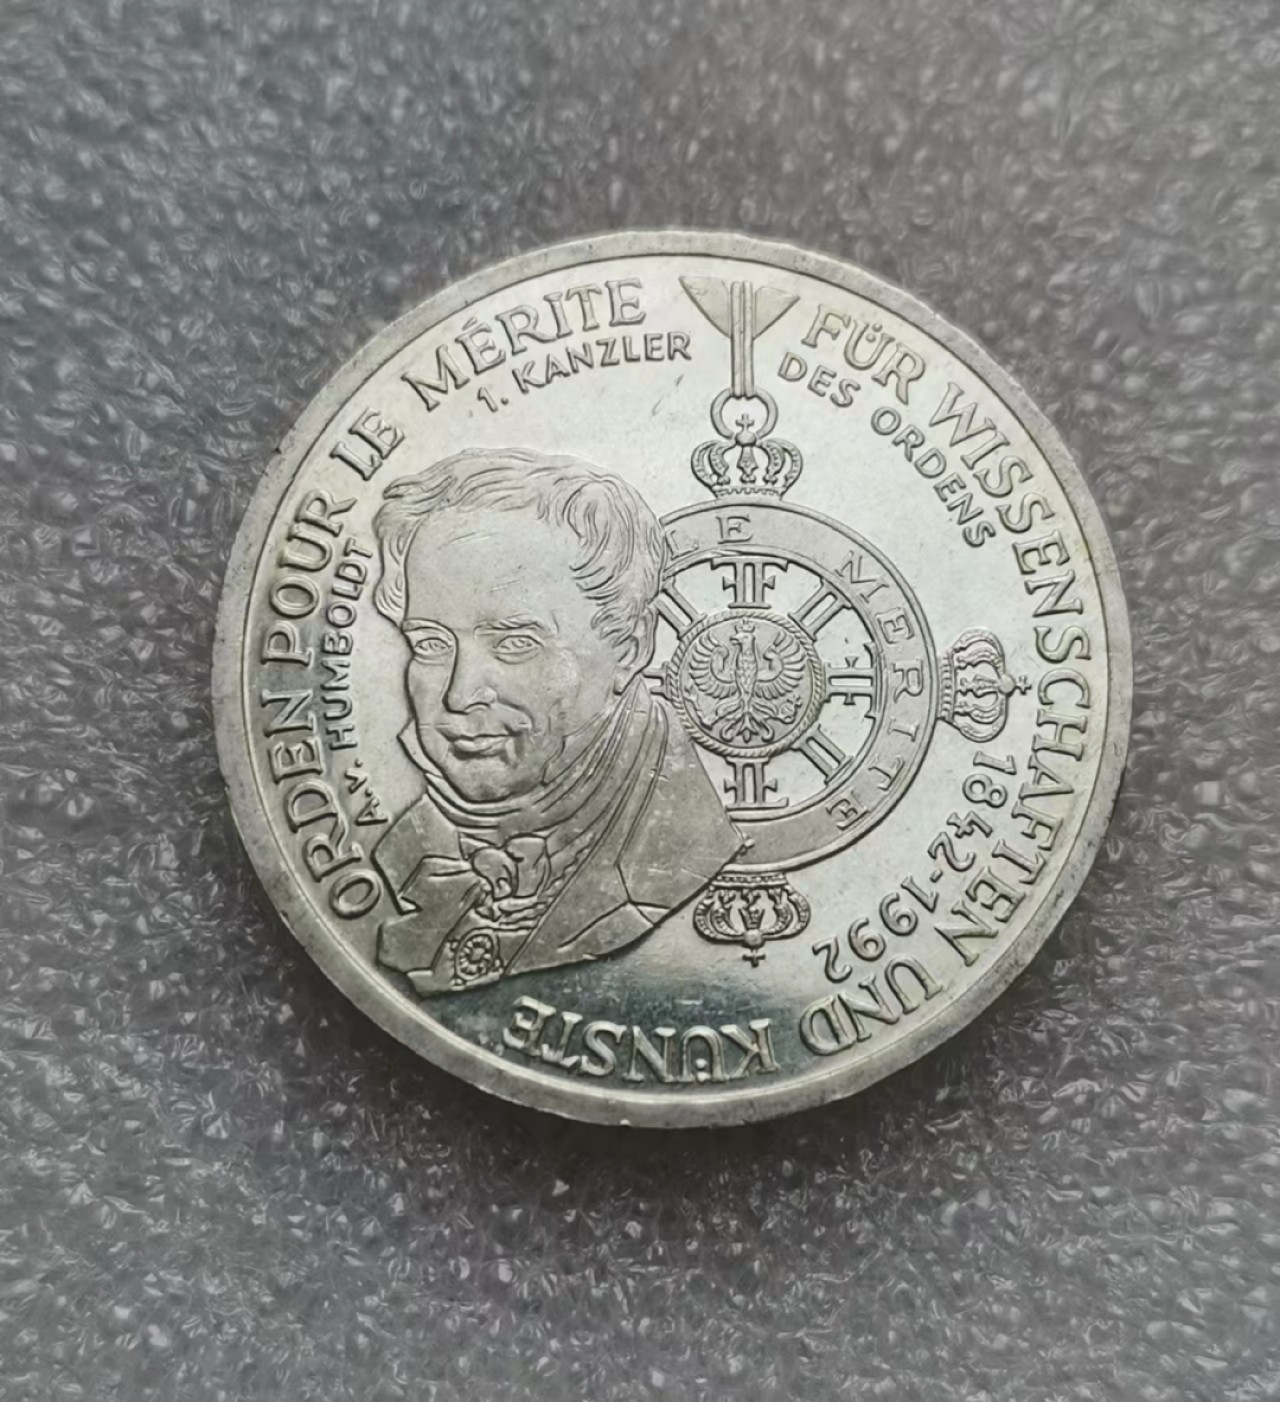 ORDEN POUR LE MÉRITE FÜR WISSENSCHAFTEN UND KÜNSTE
A.V. HUMBOLDT 1. KANZLER DES ORDENS 1842-1992
LE MERITE